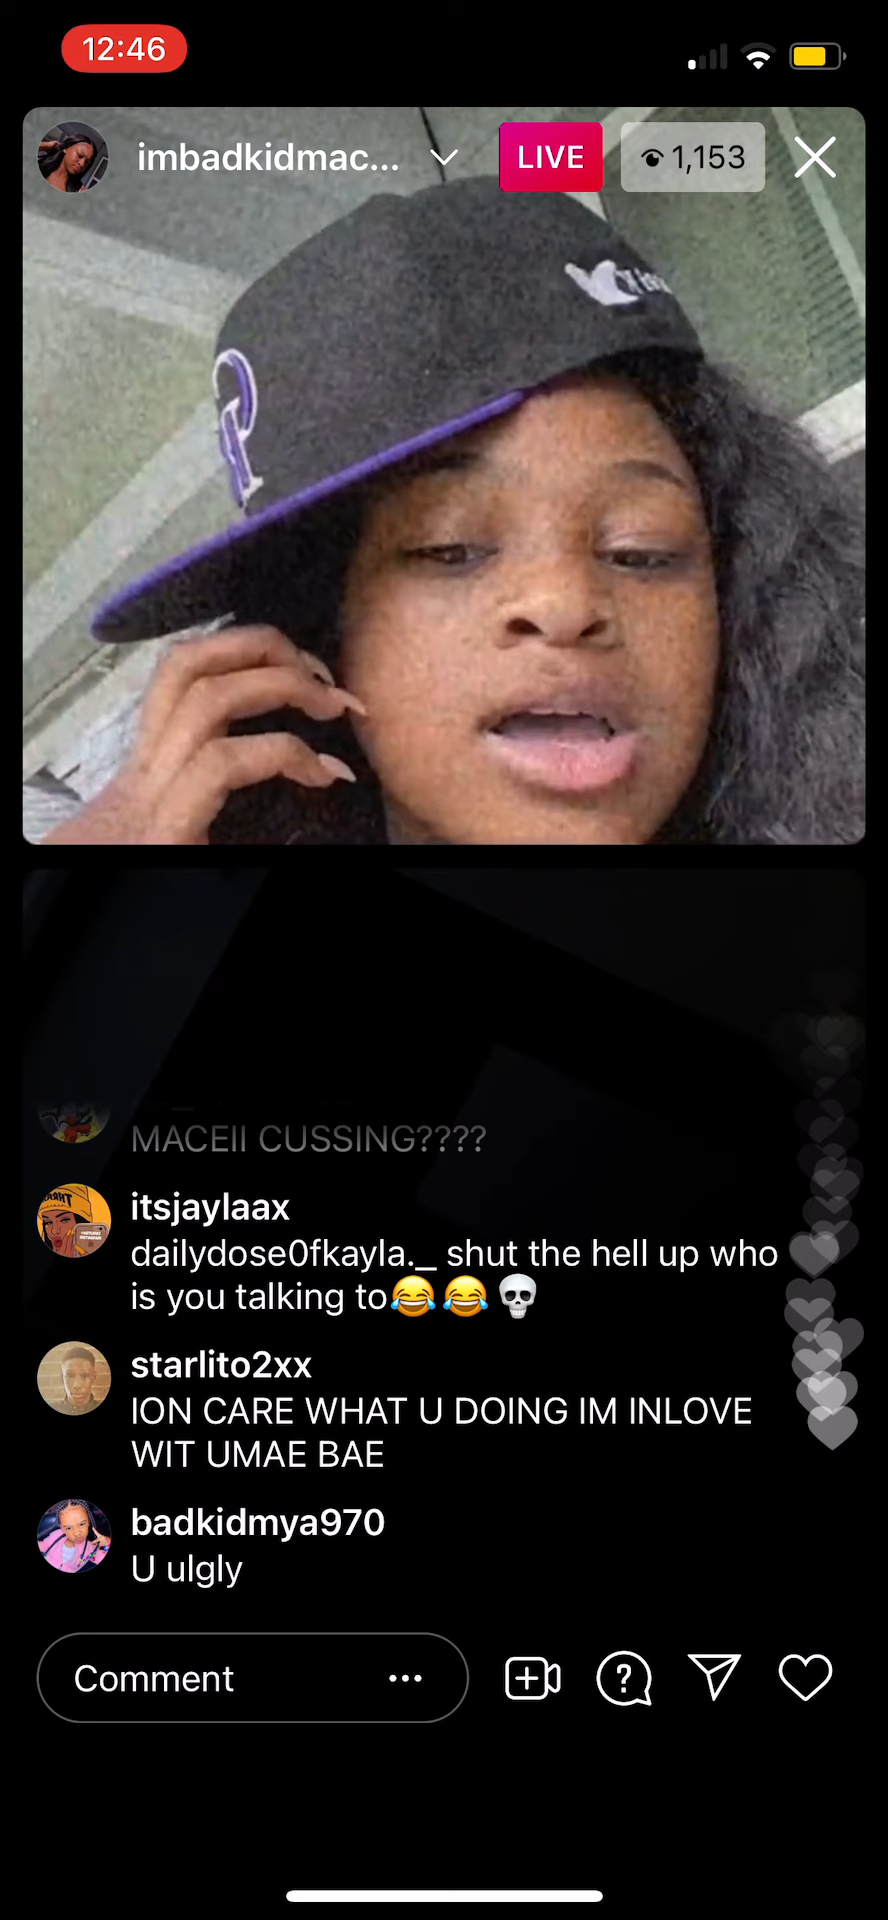 12:46
imbadkidmac...
LIVE
1,153
MACEII CUSSING????
itsjaylaax
dailydose0fkayla._ shut the hell up who
is you talking to😂😂💀
starlito2xx
ION CARE WHAT U DOING IM INLOVE
WIT UMAE BAE
badkidmya970
U ulgly
Comment